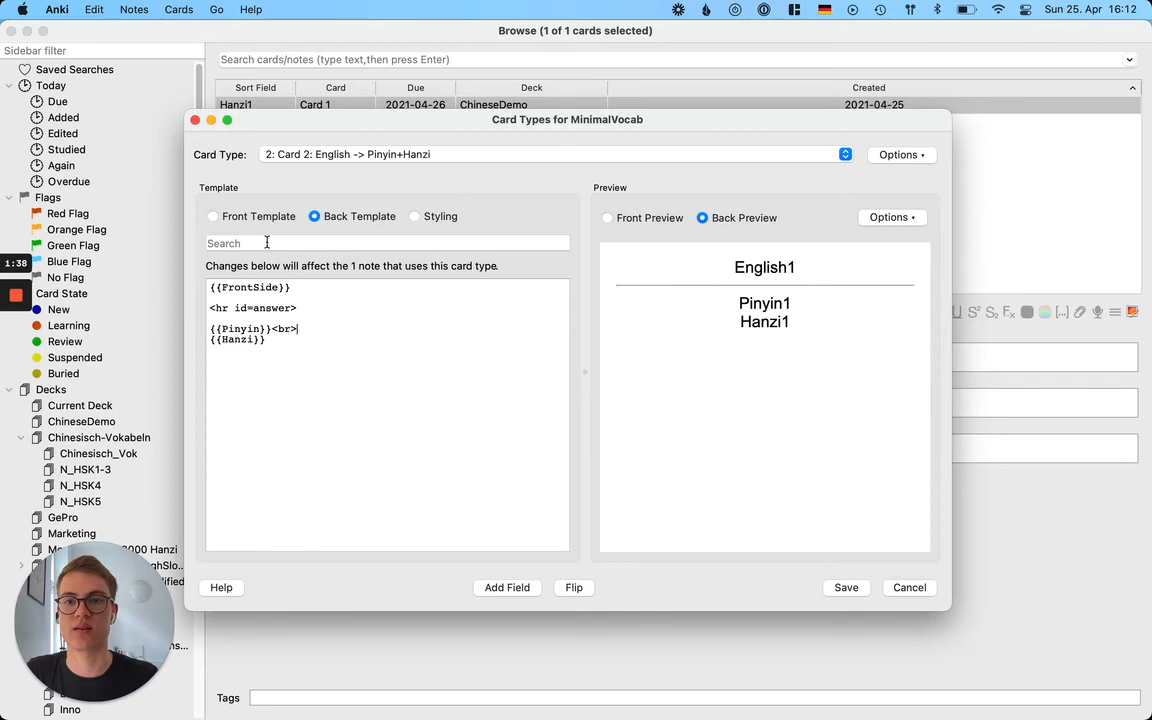 Anki Edit Notes Cards Go Help Sun 25. Apr 16:12
Browse (1 of 1 cards selected)
Sidebar filter
Search cards/notes (type text,then press Enter)
Saved Searches
Sort Field Card Due Deck Created
Today
Hanzi1 Card 1 2021-04-26 ChineseDemo 2021-04-25
Due
Added
Edited
Studied
Again
Overdue
Flags
Red Flag
Orange Flag
Green Flag
Blue Flag
1:38
No Flag
Card State
New
Learning
Review
Suspended
Buried
Decks
Current Deck
ChineseDemo
Chinesisch-Vokabeln
Chinesisch_Vok
N_HSK1-3
N_HSK4
N_HSK5
GePro
Marketing
Inno
Card Types for MinimalVocab
Card Type: 2: Card 2: English -> Pinyin+Hanzi Options
Template
Front Template Back Template Styling
Search
Changes below will affect the 1 note that uses this card type.
{{FrontSide}}
<hr id=answer>
{{Pinyin}}<br>
{{Hanzi}}
Preview
Front Preview Back Preview Options
English1
Pinyin1
Hanzi1
Help Add Field Flip Save Cancel
Tags